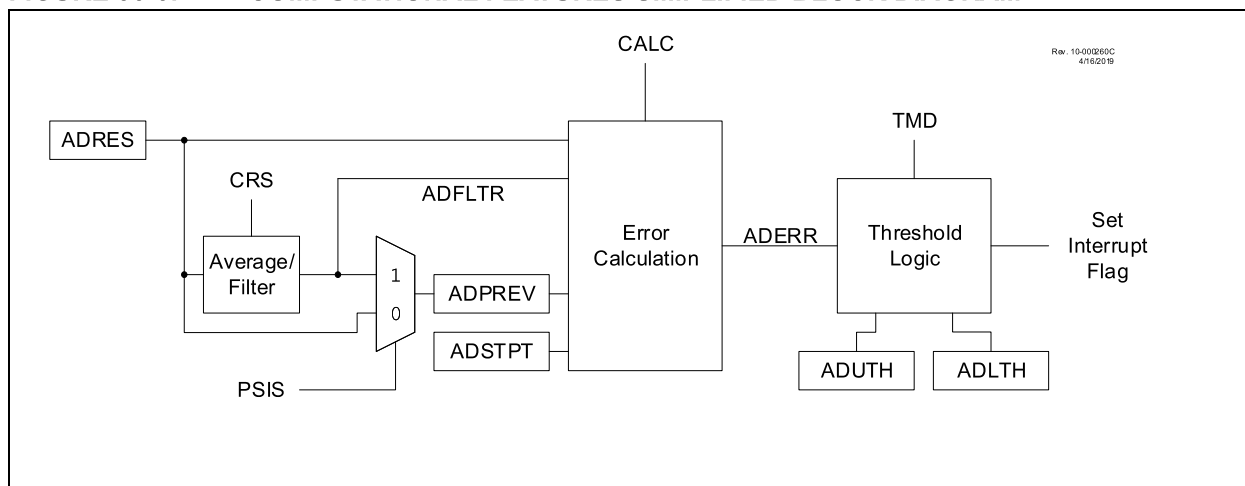 CALC
Rev. 10-000260C
4/16/2019
TMD
ADRES
CRS
ADFLTR
Average/
Filter
1
0
ADPREV
ADSTPT
PSIS
Error
Calculation
ADERR
Threshold
Logic
Set
Interrupt
Flag
ADUTH
ADLTH